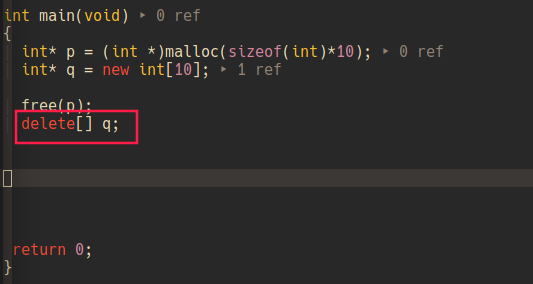 int main(void) ‣ 0 ref
{
int* p = (int *)malloc(sizeof(int)*10); ‣ 0 ref
int* q = new int[10]; ‣ 1 ref
free(p);
delete[] q;
return 0;
}